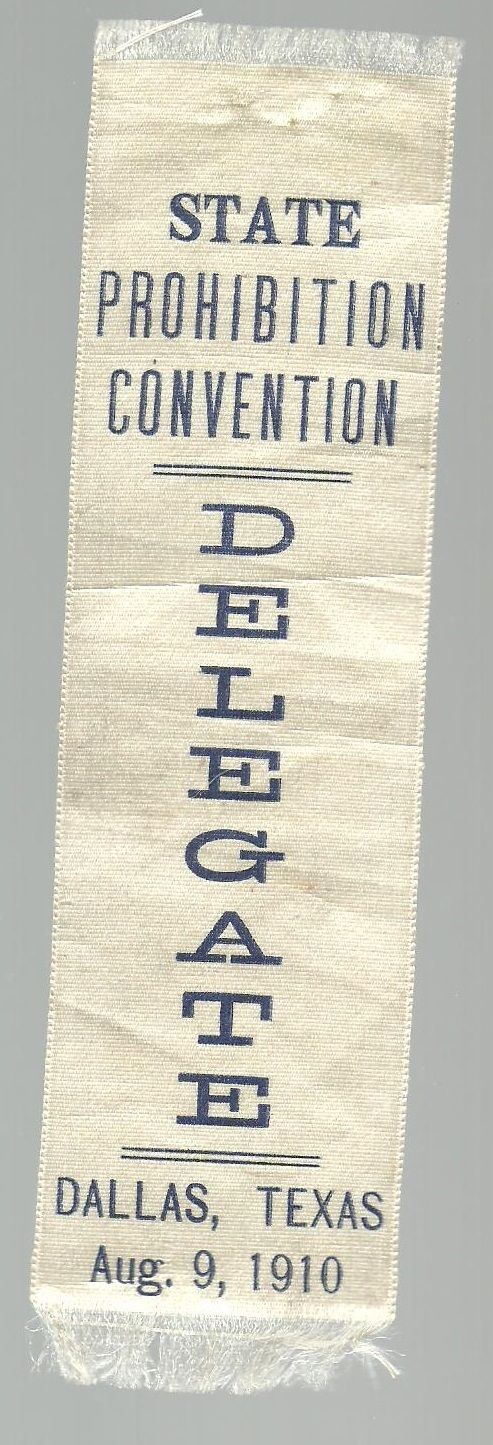 STATE
PROHIBITION
CONVENTION
DELEGATE
DALLAS, TEXAS
Aug. 9, 1910